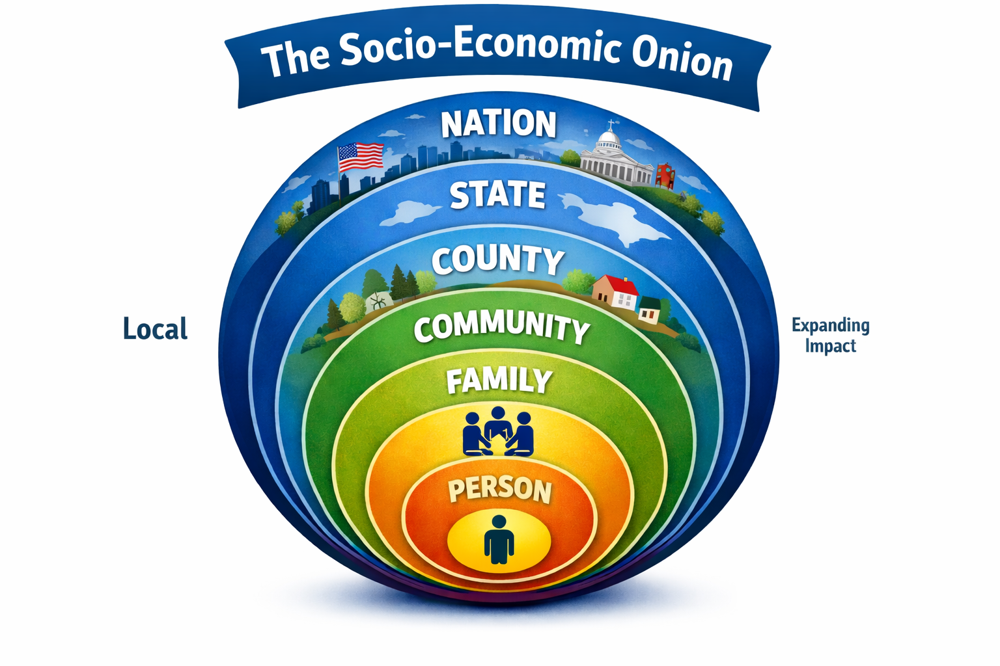 The Socio-Economic Onion
NATION
STATE
COUNTY
COMMUNITY
FAMILY
PERSON
Local
Expanding
Impact